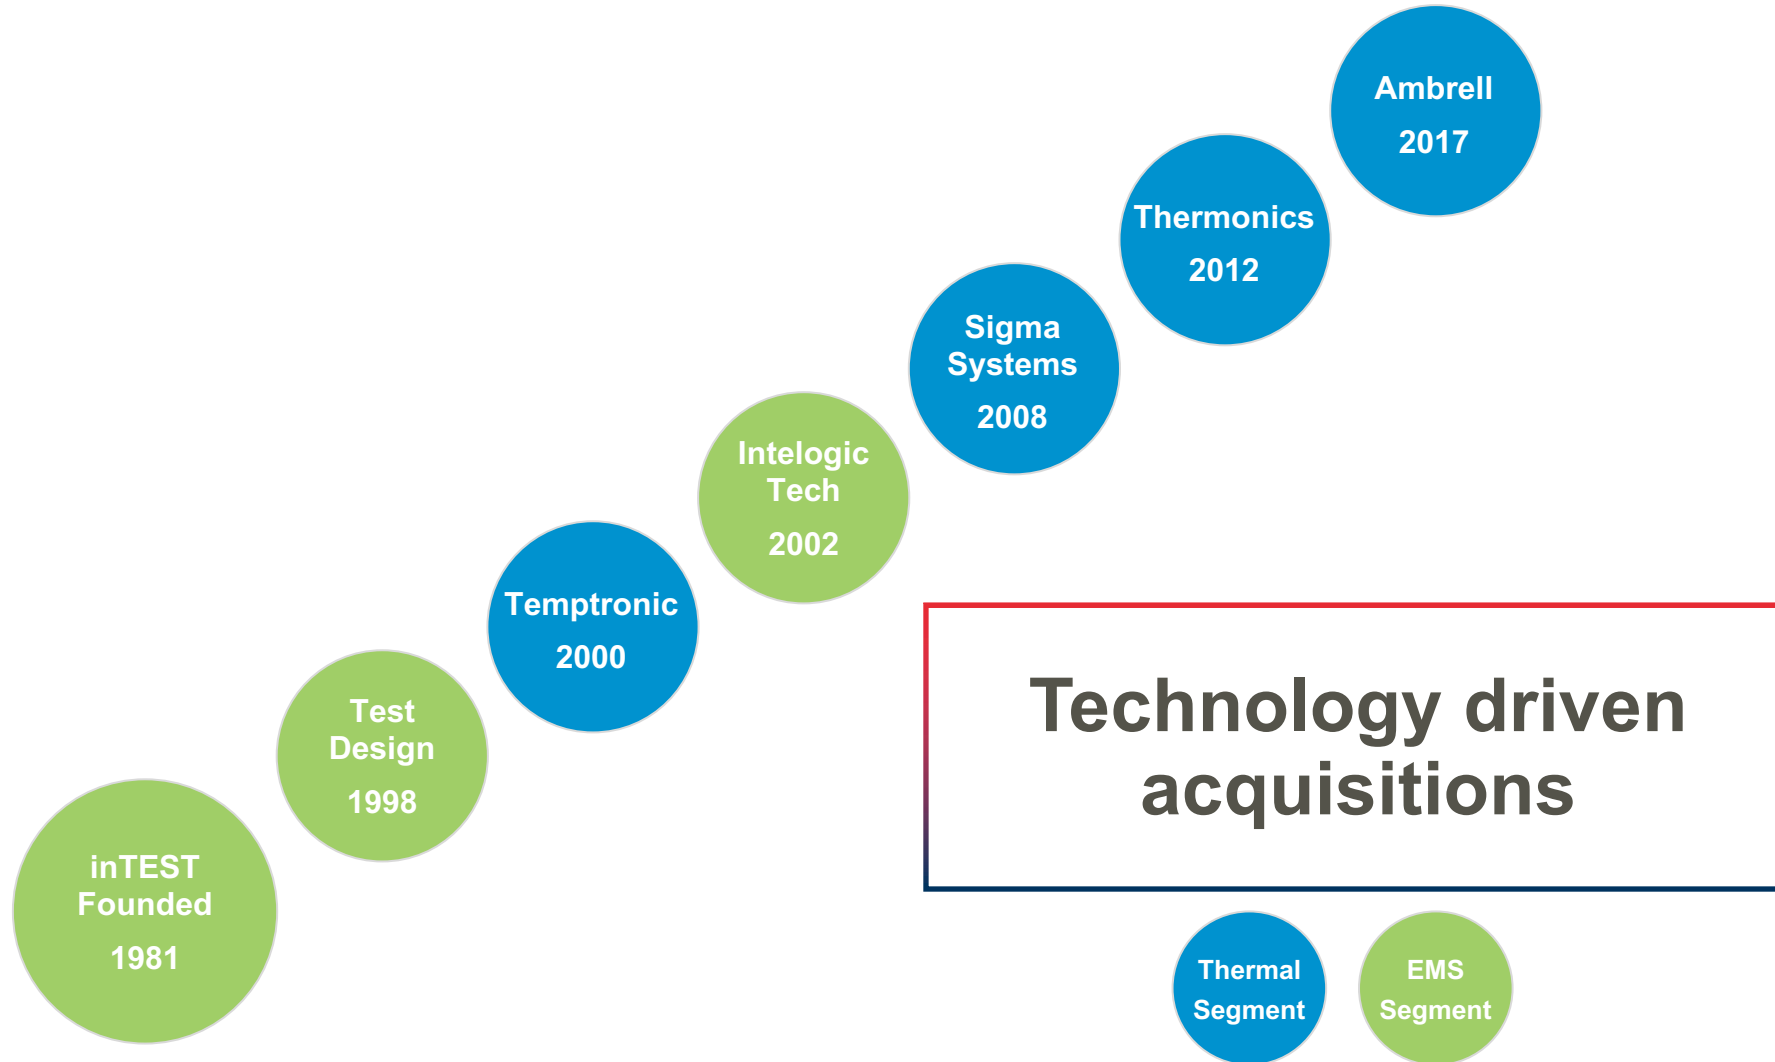 Ambrell
2017
Thermonics
2012
Sigma
Systems
2008
Intelogic
Tech
2002
Temptronic
2000
Test
Design
1998
inTEST
Founded
1981
Technology driven
acquisitions
Thermal
Segment
EMS
Segment